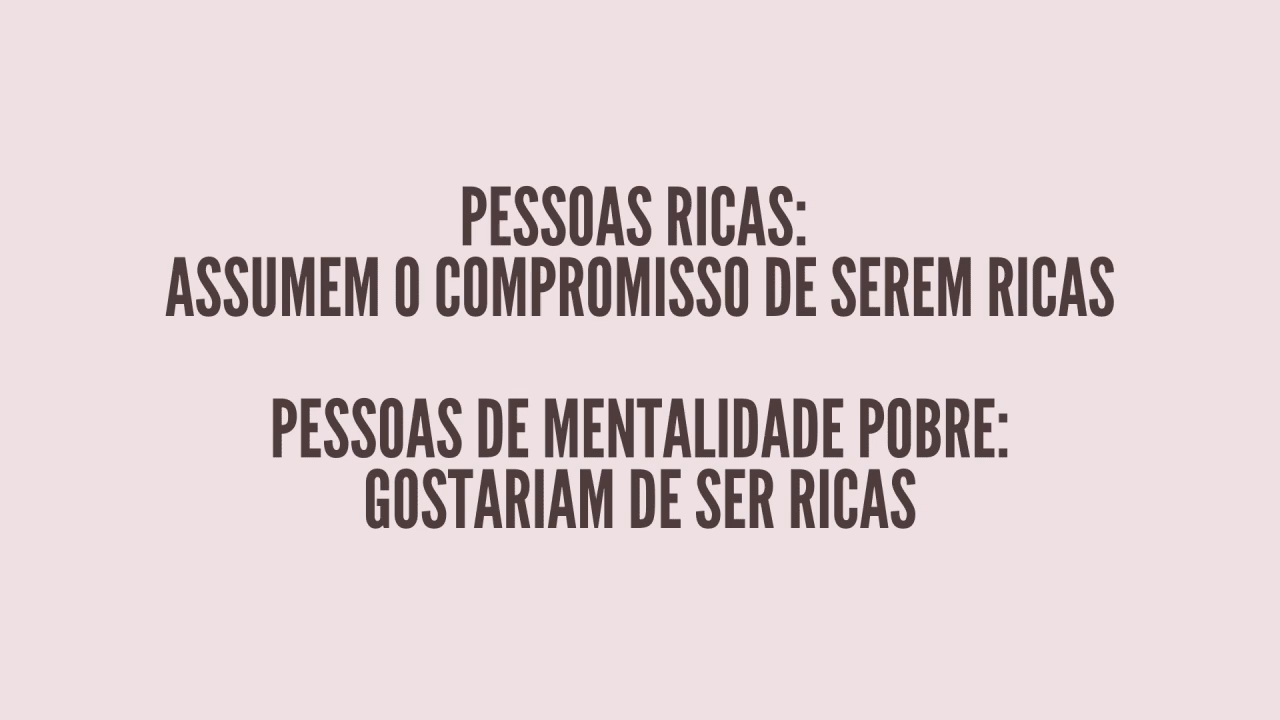 PESSOAS RICAS:
ASSUMEM O COMPROMISSO DE SEREM RICAS
PESSOAS DE MENTALIDADE POBRE:
GOSTARIAM DE SER RICAS